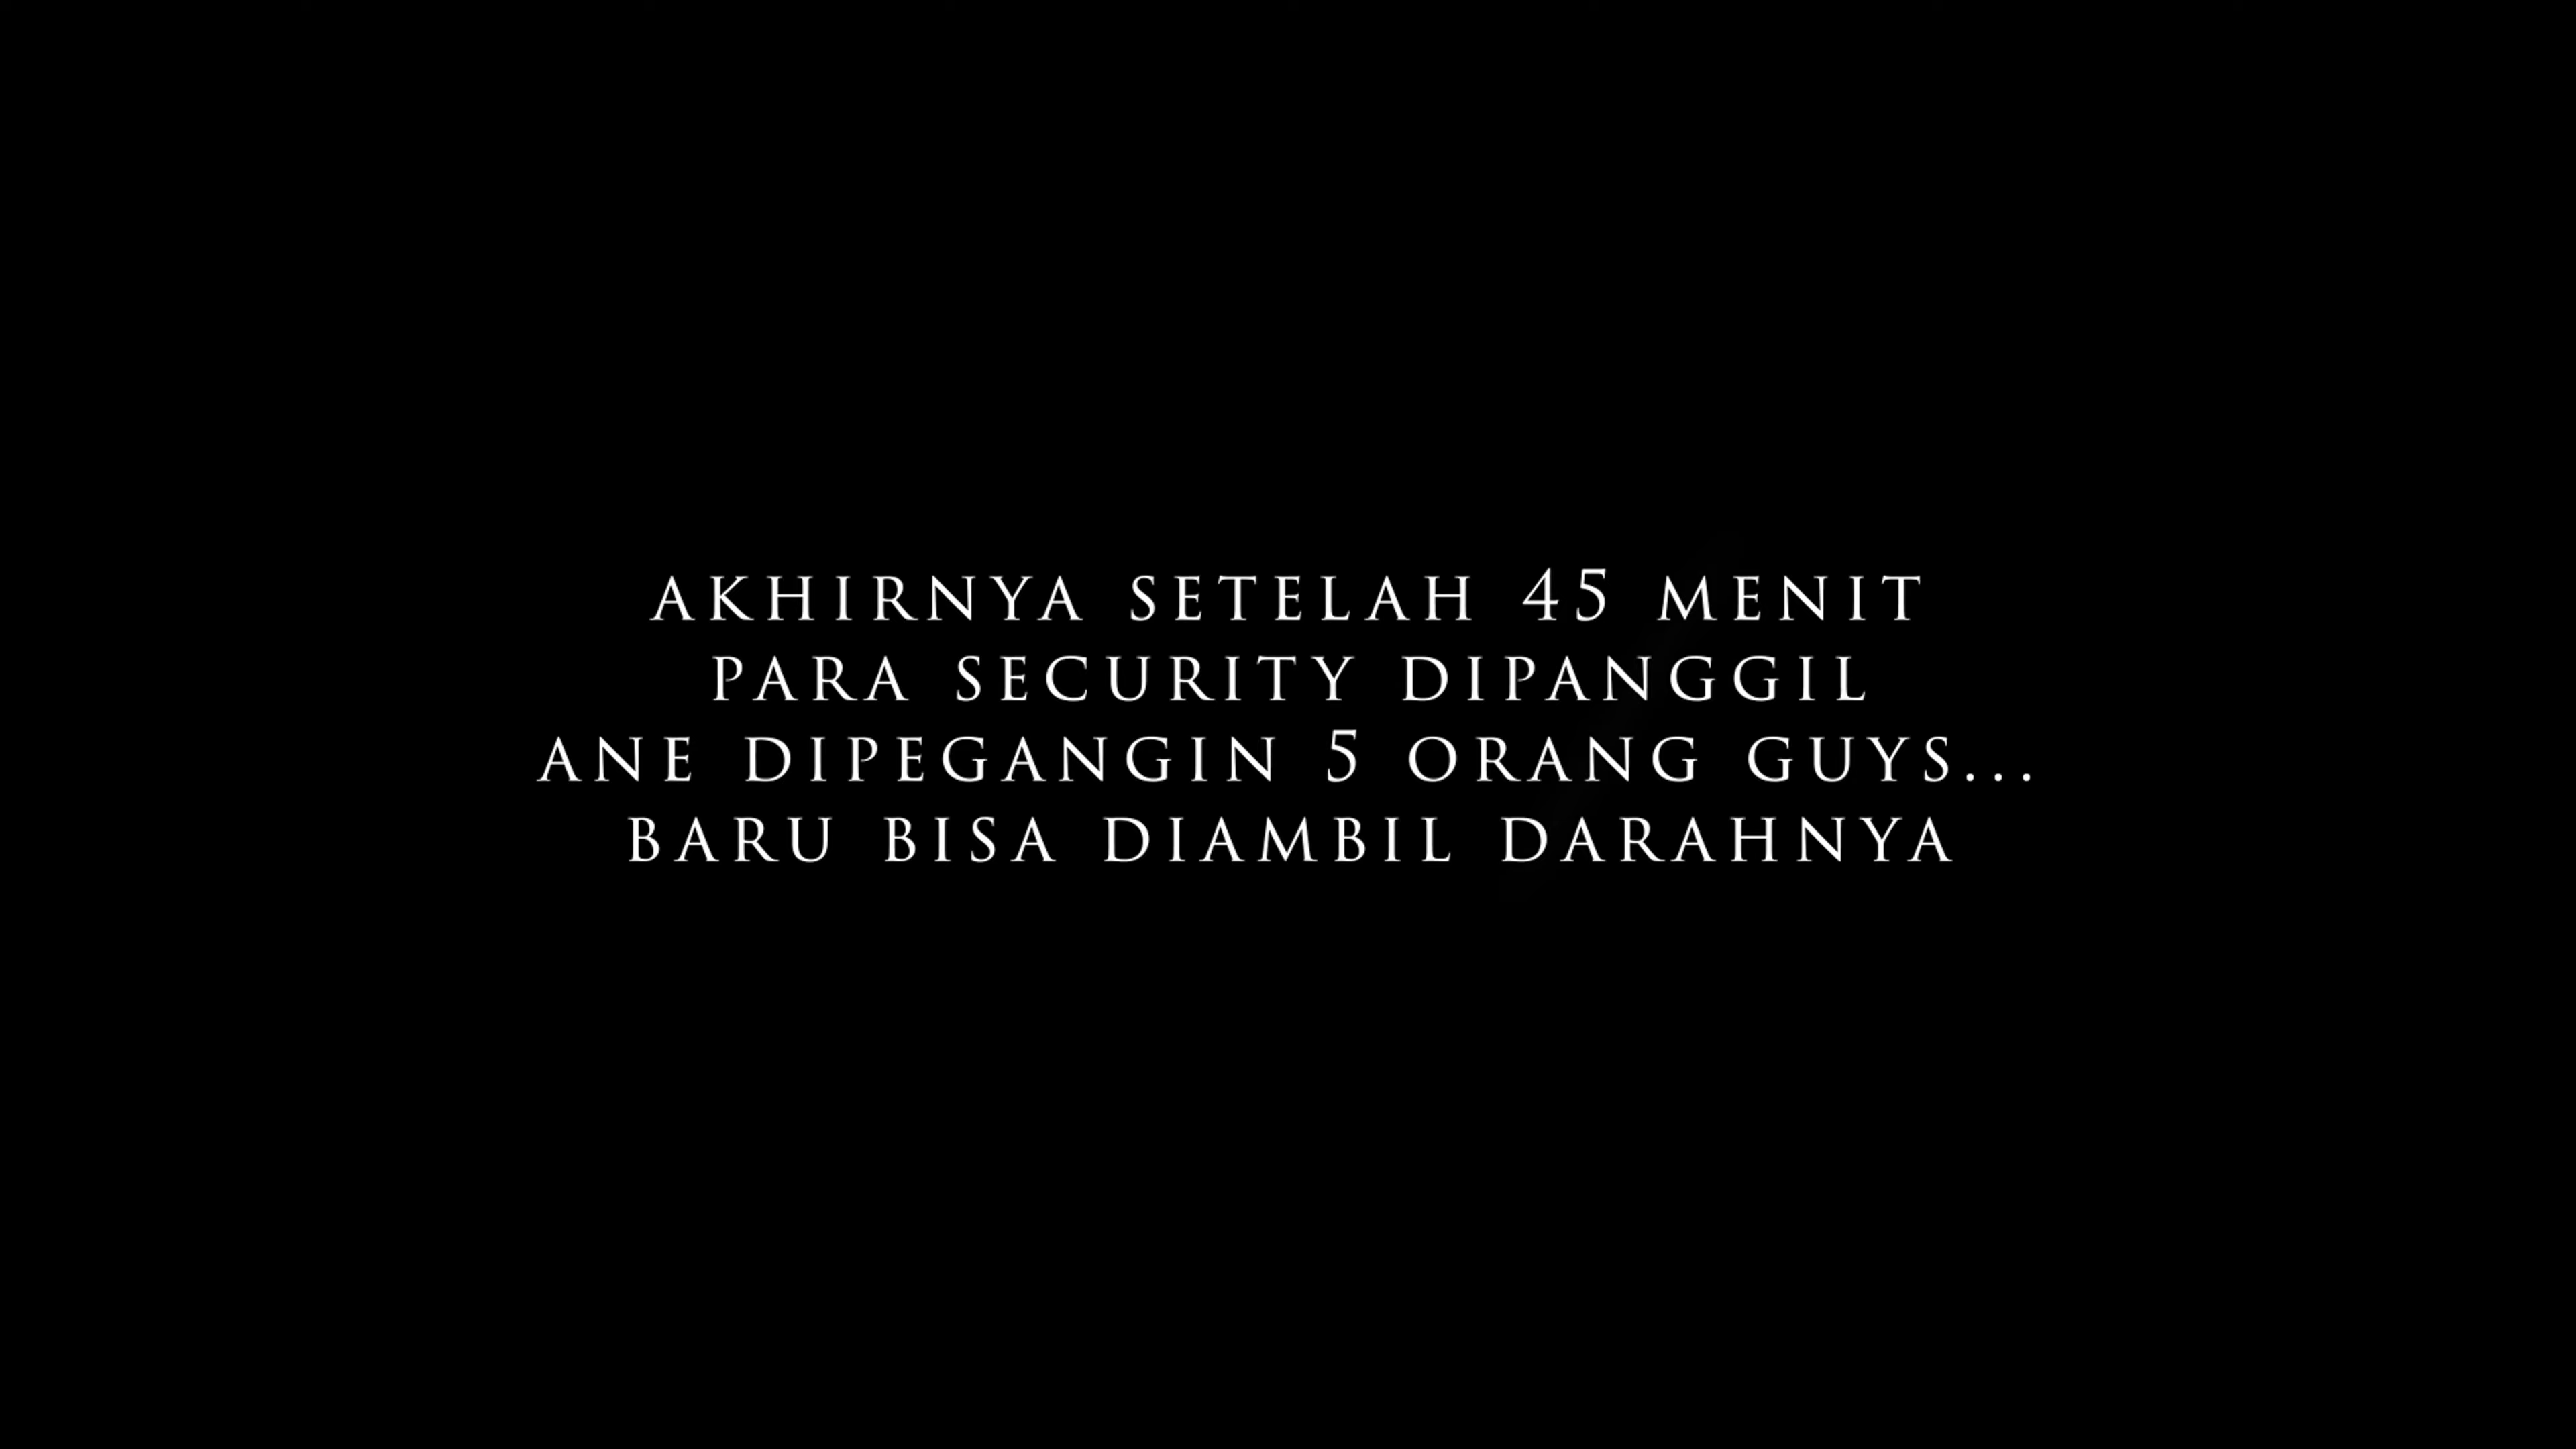 AKHIRNYA SETELAH 45 MENIT
PARA SECURITY DIPANGGIL
ANE DIPEGANGIN 5 ORANG GUYS...
BARU BISA DIAMBIL DARAHNYA